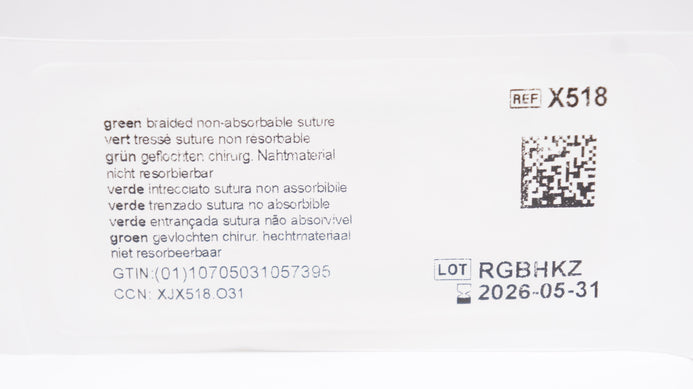 REF X518
green braided non-absorbable suture
vert tressé suture non résorbable
grün geflochten chirurg. Nahtmaterial
nicht resorbierbar
verde intrecciato sutura non assorbibile
verde trenzado sutura no absorbible
verde entrançada sutura não absorvível
groen gevlochten chirur. hechtmateriaal
niet resorbeerbaar
GTIN:(01)10705031057395
CCN: XJX518.O31
LOT RGBHKZ
2026-05-31